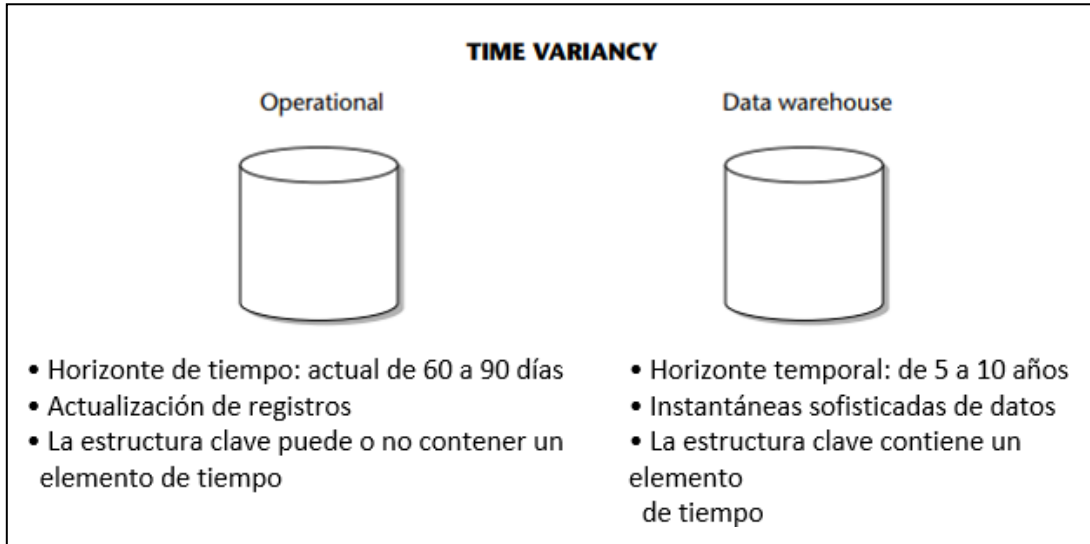 TIME VARIANCY
Operational
Data warehouse
• Horizonte de tiempo: actual de 60 a 90 días
• Actualización de registros
• La estructura clave puede o no contener un
elemento de tiempo
• Horizonte temporal: de 5 a 10 años
• Instantáneas sofisticadas de datos
• La estructura clave contiene un
elemento
de tiempo